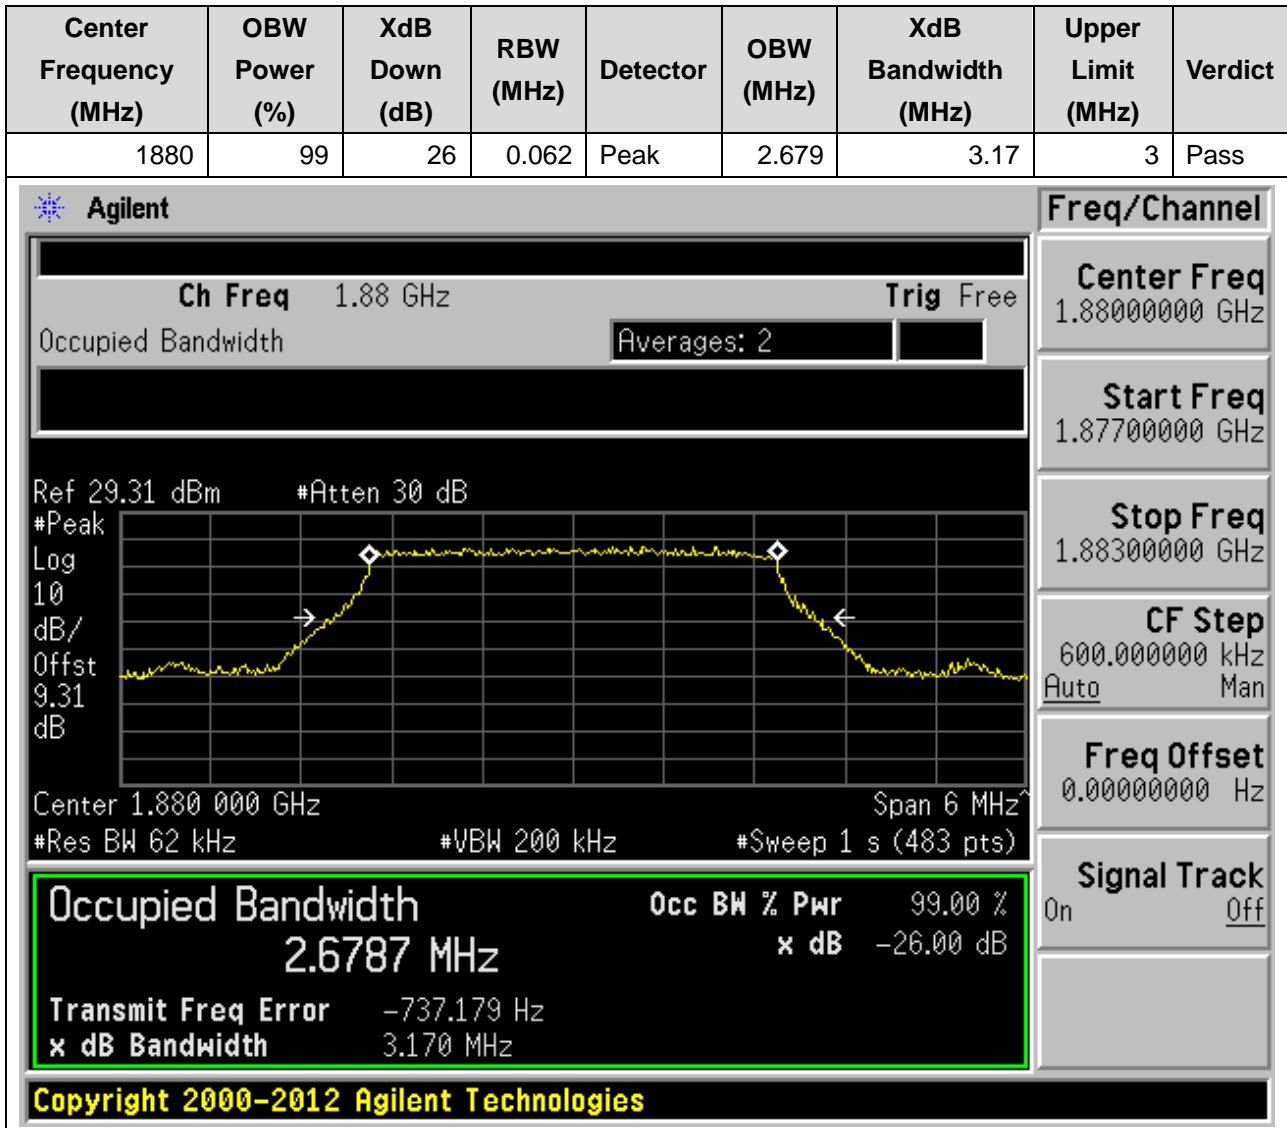 Center Frequency (MHz) OBW Power (%) XdB Down (dB) RBW (MHz) Detector OBW (MHz) XdB Bandwidth (MHz) Upper Limit (MHz) Verdict
1880 99 26 0.062 Peak 2.679 3.17 3 Pass
Agilent
Freq/Channel
Ch Freq 1.88 GHz Trig Free
Occupied Bandwidth Averages: 2
Center Freq
1.88000000 GHz
Start Freq
1.87700000 GHz
Stop Freq
1.88300000 GHz
CF Step
600.000000 kHz
Auto Man
Freq Offset
0.00000000 Hz
Signal Track
On Off
Ref 29.31 dBm #Atten 30 dB
#Peak
Log
10
dB/
Offst
9.31
dB
Center 1.880 000 GHz Span 6 MHz^
#Res BW 62 kHz #VBW 200 kHz #Sweep 1 s (483 pts)
Occupied Bandwidth Occ BW % Pwr 99.00 %
2.6787 MHz x dB -26.00 dB
Transmit Freq Error -737.179 Hz
x dB Bandwidth 3.170 MHz
Copyright 2000-2012 Agilent Technologies